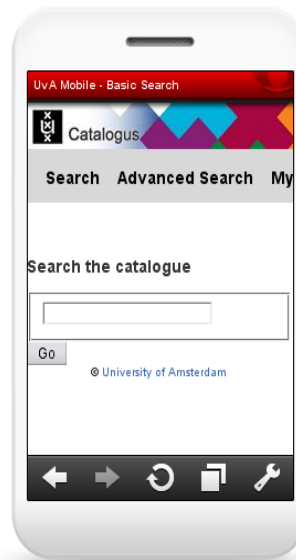 UvA Mobile - Basic Search
Catalogus
Search Advanced Search My
Search the catalogue
Go
© University of Amsterdam